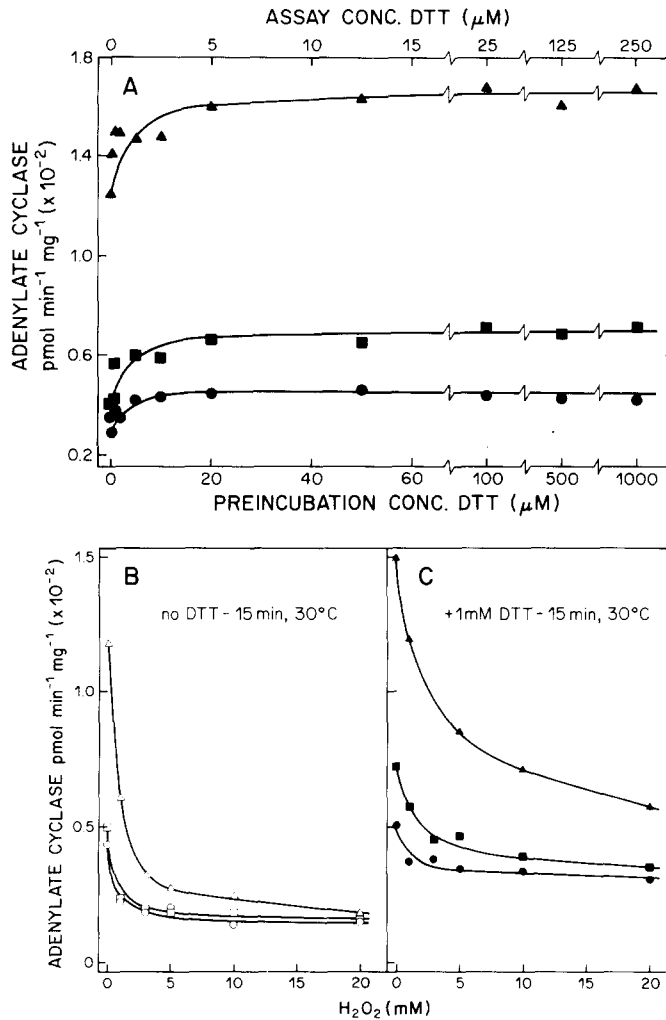 ASSAY CONC. DTT (μM)
0 5 10 15 25 125 250
A
1.8
1.4
1.0
0.6
0.2
ADENYLATE CYCLASE
pmol min⁻¹ mg⁻¹ (x 10⁻²)
0 20 40 60 100 500 1000
PREINCUBATION CONC. DTT (μM)
B
no DTT - 15 min, 30°C
C
+1mM DTT - 15 min, 30°C
1.5
1.0
0.5
0
ADENYLATE CYCLASE pmol min⁻¹ mg⁻¹ (x 10⁻²)
0 5 10 15 20 0 5 10 15 20
H₂O₂ (mM)